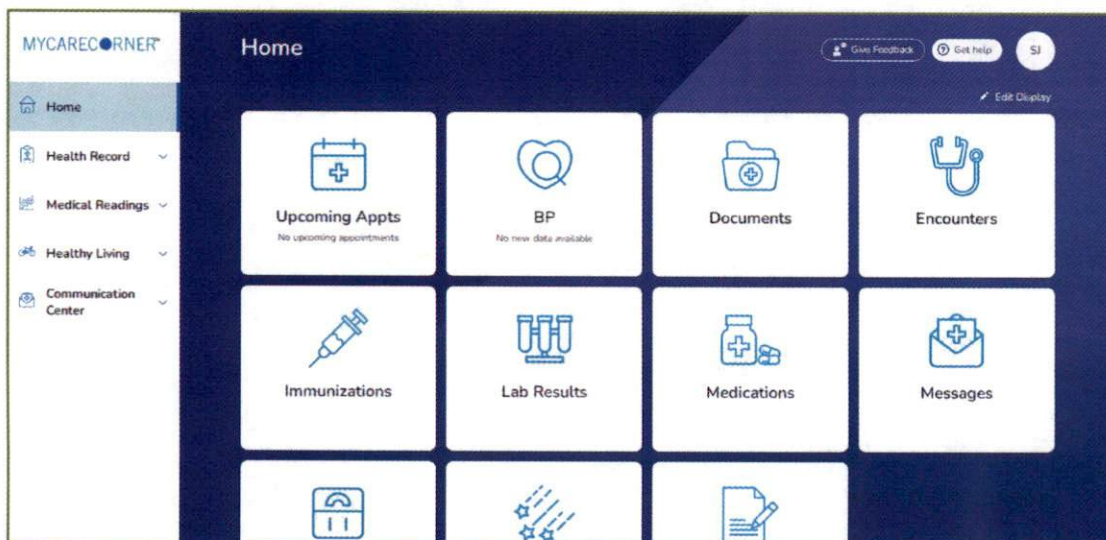 MYCARECORNER™
Home
Give Feedback
Get help
SJ
Edit Display
Home
Health Record
Medical Readings
Healthy Living
Communication
Center
Upcoming Appts
No upcoming appointments
BP
No new data available
Documents
Encounters
Immunizations
Lab Results
Medications
Messages